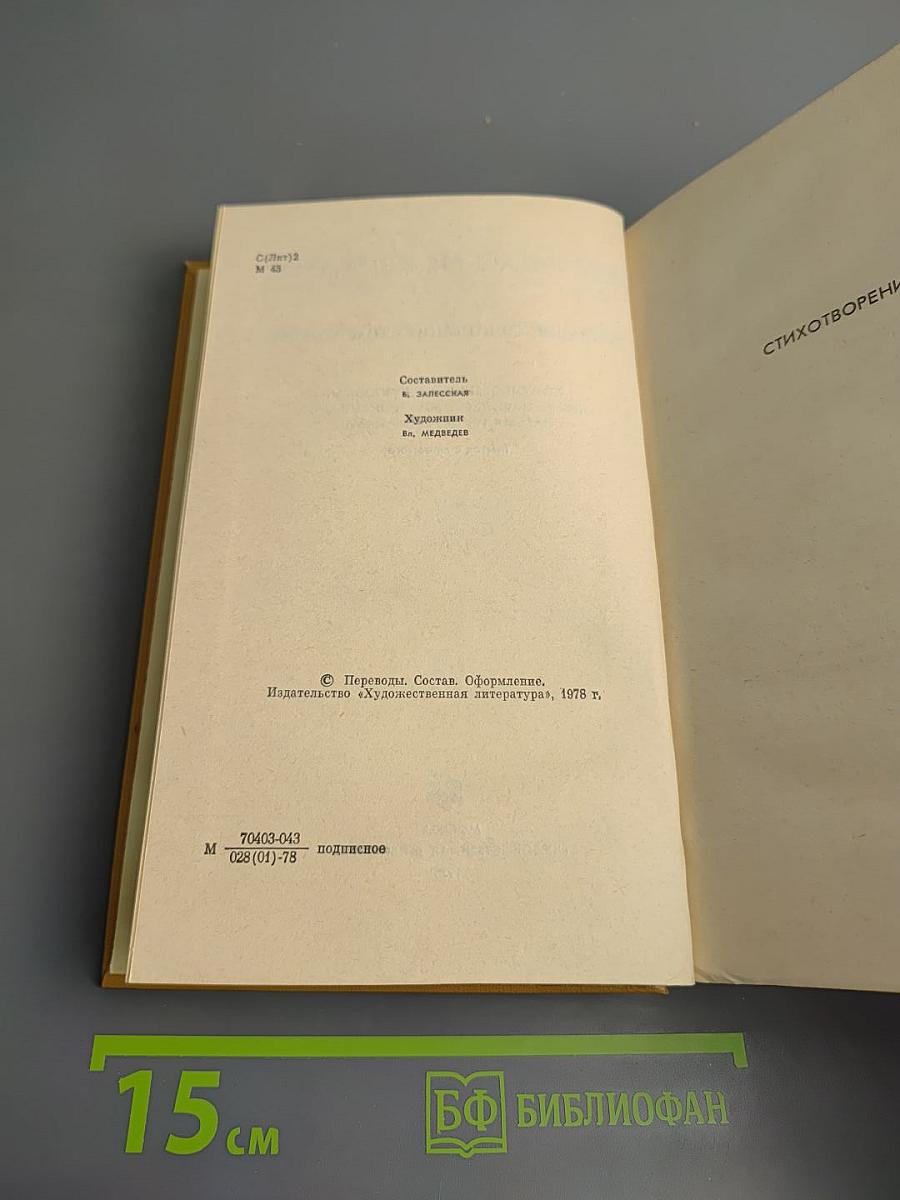 С(Лит)2
М 43
Составитель
В. ЗАЛЕССКАЯ
Художник
Вл. МЕДВЕДЕВ
© Переводы. Состав. Оформление.
Издательство «Художественная литература», 1978 г.
М 70403-043 подписное
028(01)-78
СТИХОТВОРЕНИ
15 см
БФ БИБЛИОФАН